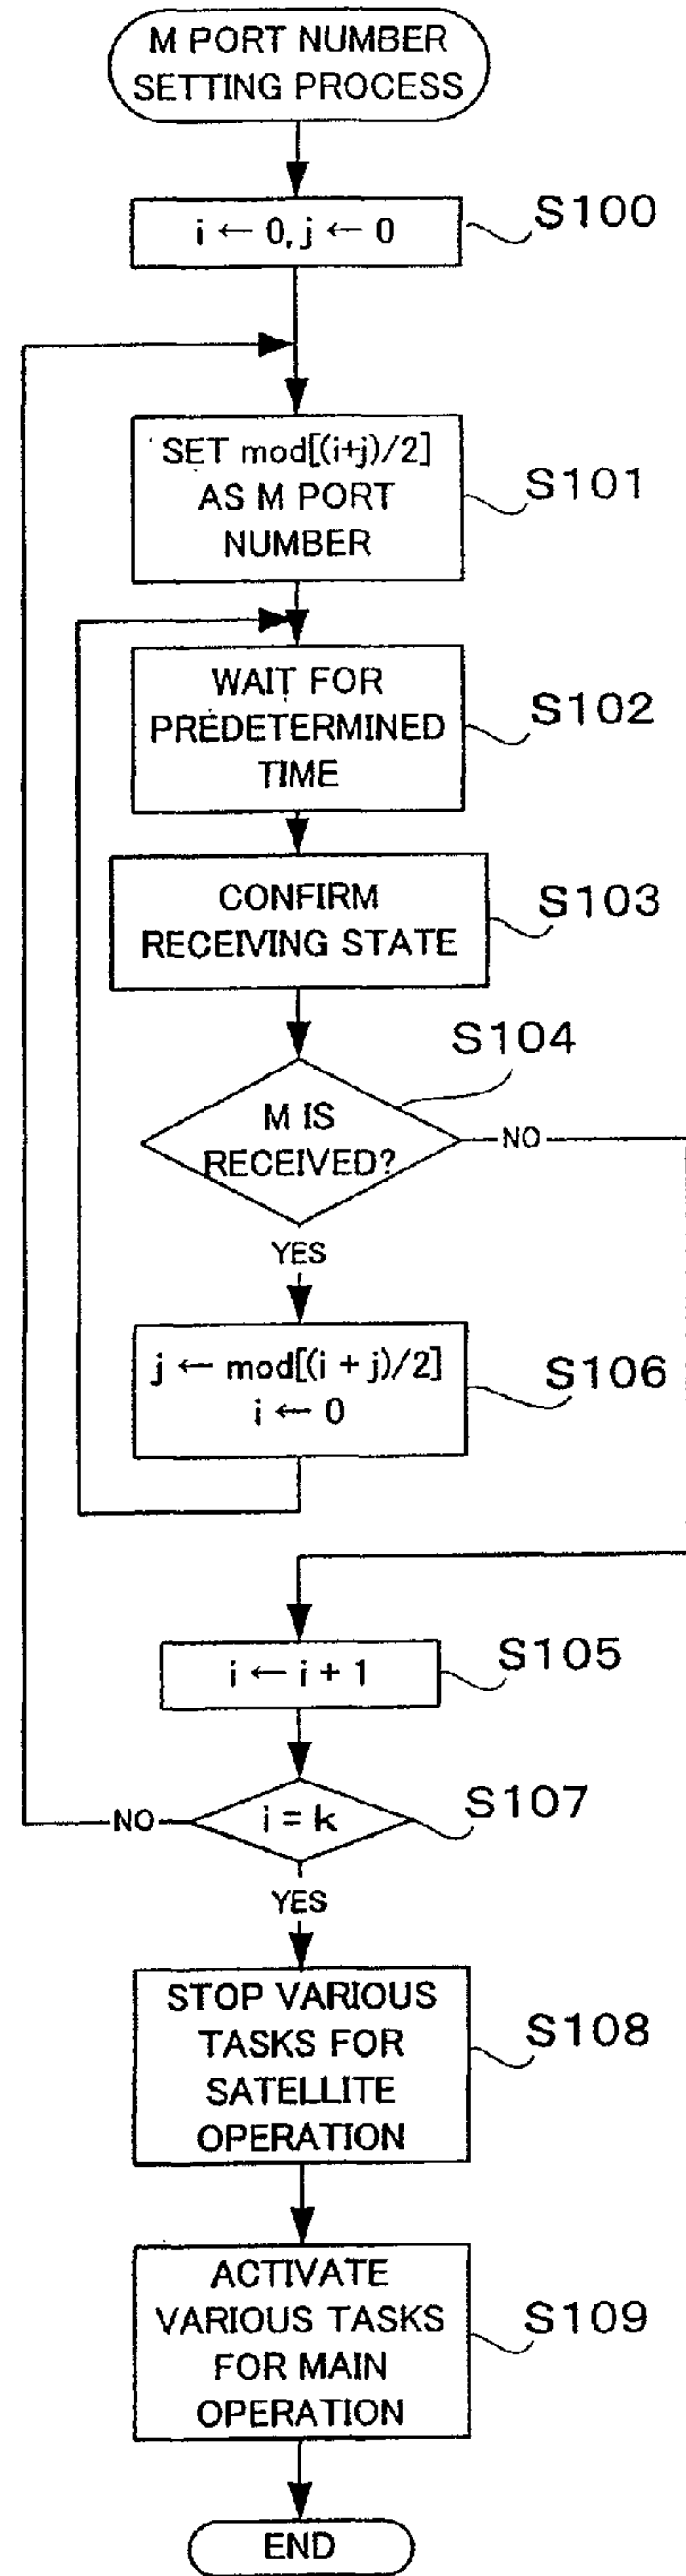 M PORT NUMBER
SETTING PROCESS
i ← 0, j ← 0
S100
SET mod[(i+j)/2]
AS M PORT
NUMBER
S101
WAIT FOR
PREDETERMINED
TIME
S102
CONFIRM
RECEIVING STATE
S103
S104
M IS
RECEIVED?
NO
YES
j ← mod[(i + j)/2]
i ← 0
S106
i ← i + 1
S105
i = k
S107
NO
YES
STOP VARIOUS
TASKS FOR
SATELLITE
OPERATION
S108
ACTIVATE
VARIOUS TASKS
FOR MAIN
OPERATION
S109
END